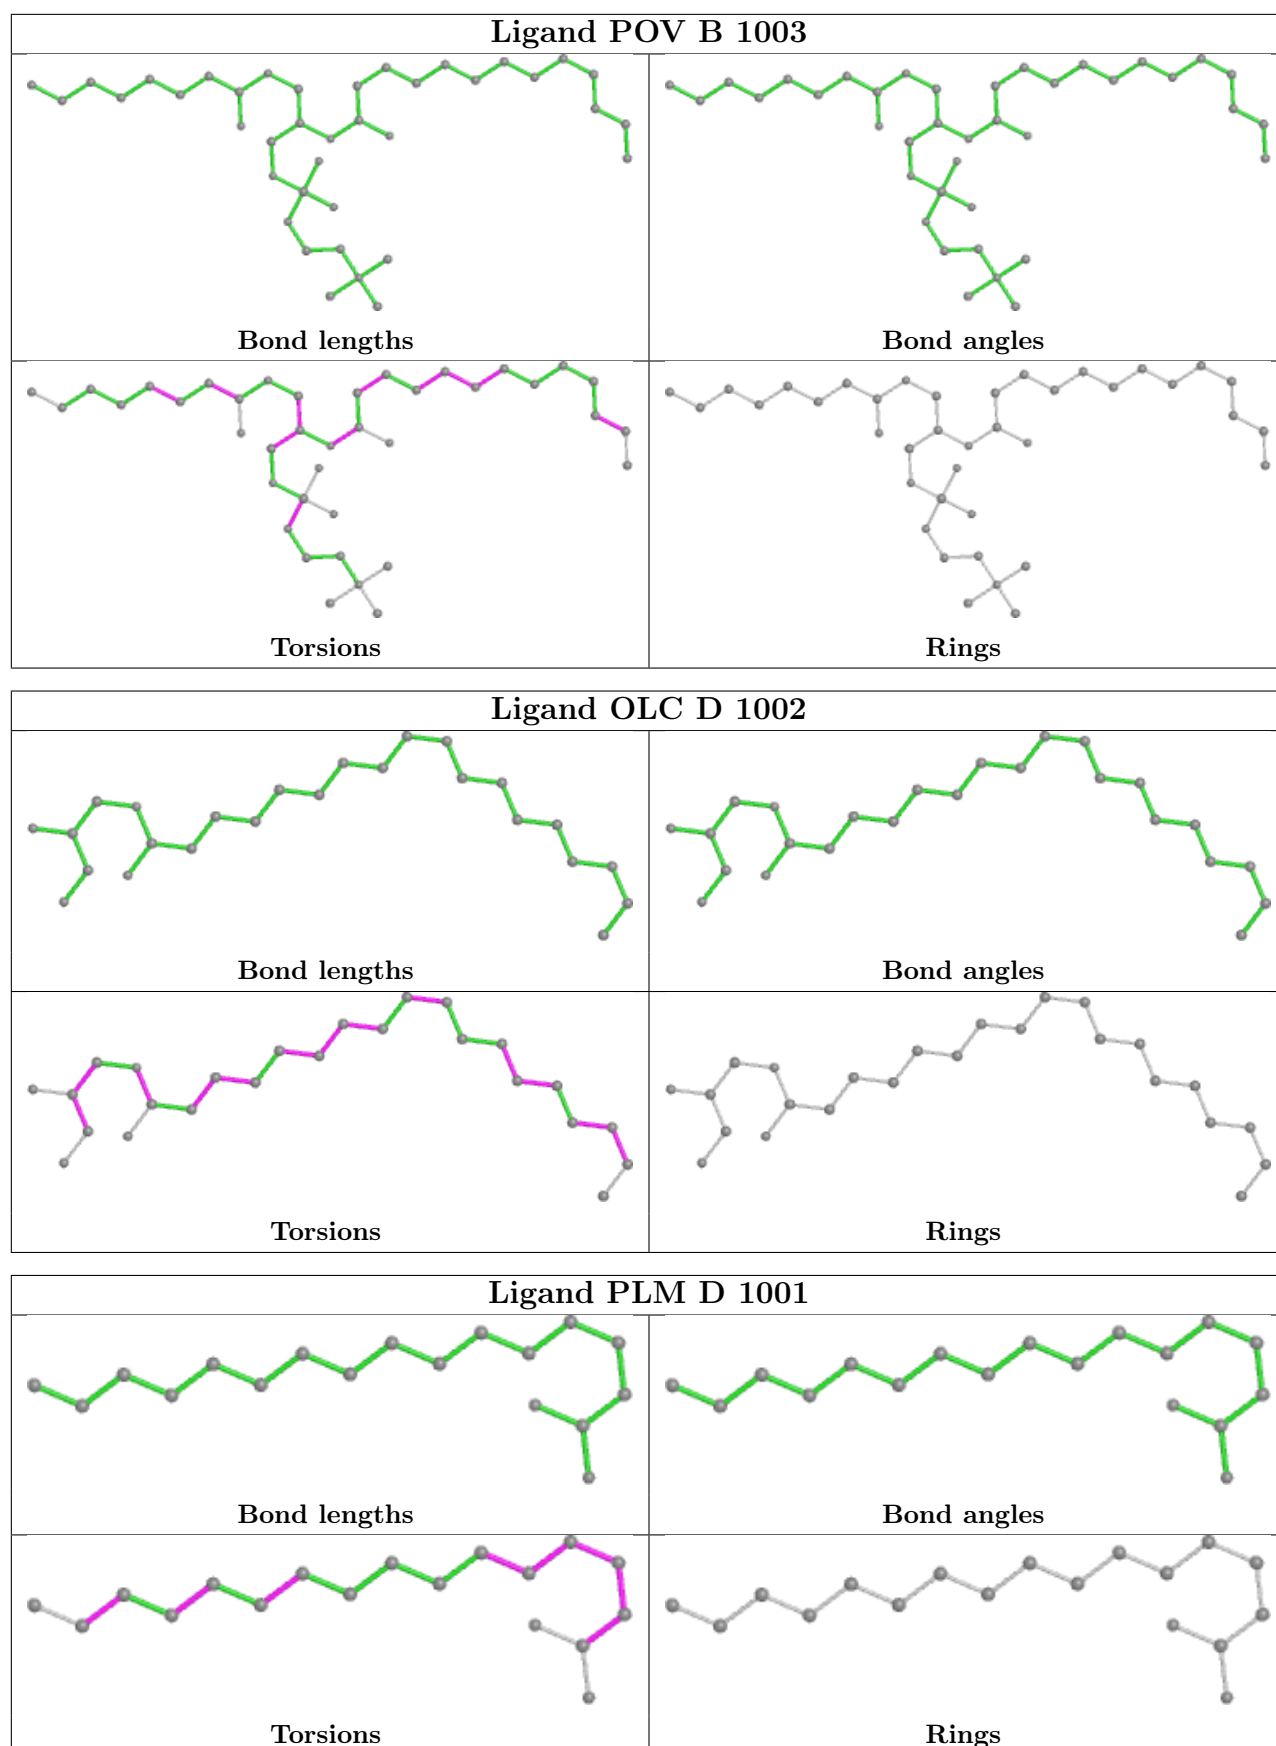 Ligand POV B 1003
Bond lengths
Bond angles
Torsions
Rings
Ligand OLC D 1002
Bond lengths
Bond angles
Torsions
Rings
Ligand PLM D 1001
Bond lengths
Bond angles
Torsions
Rings